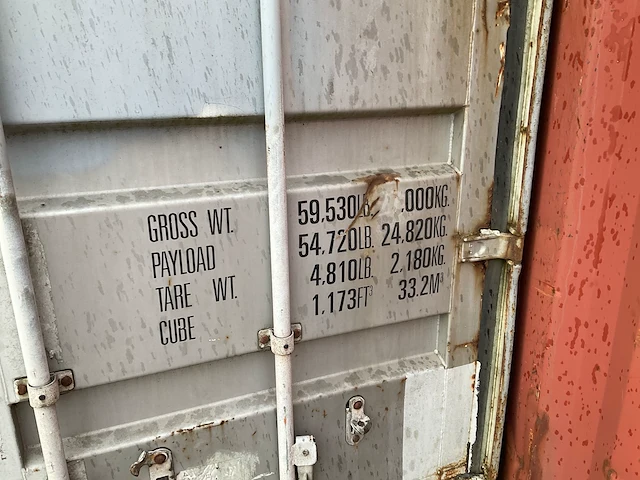 GROSS WT. 59,530LB. ,000KG.
PAYLOAD 54,720LB. 24,820KG.
TARE WT. 4,810LB. 2,180KG.
CUBE 1,173FT³ 33.2M³